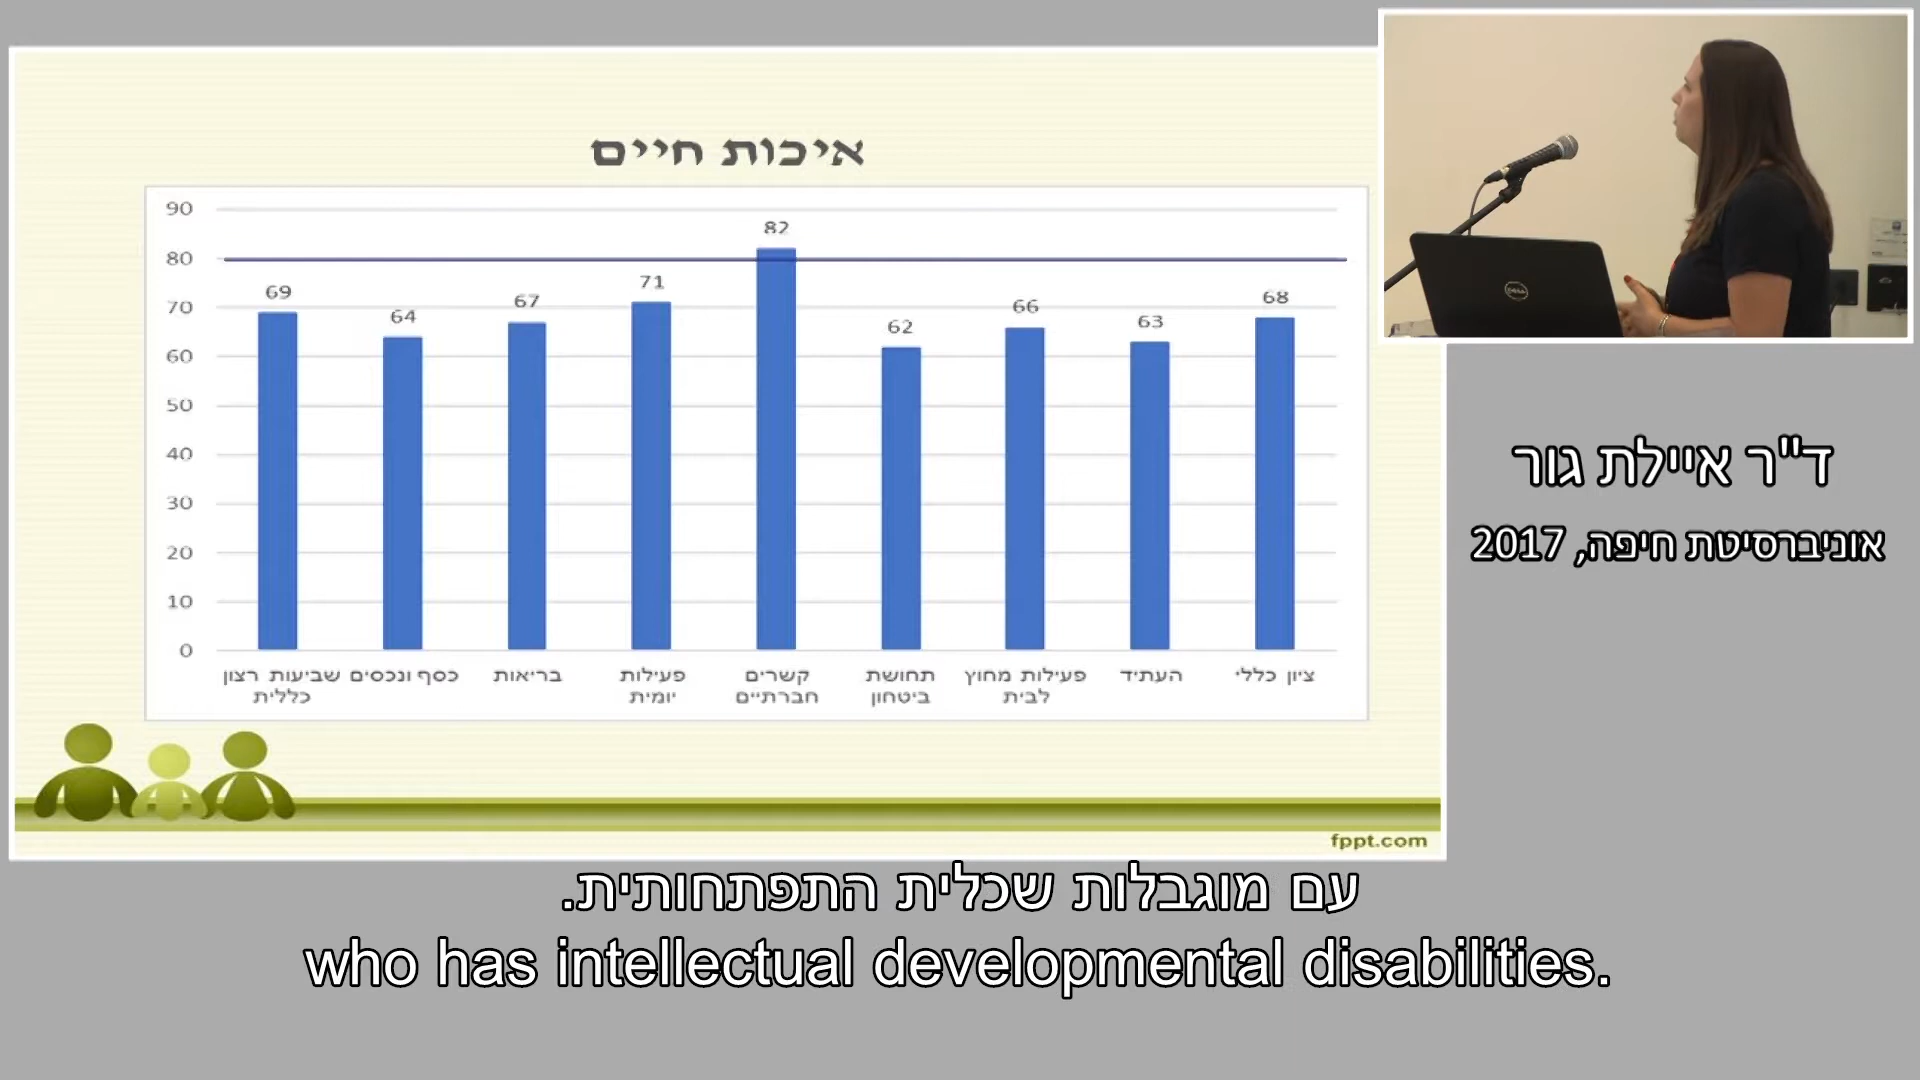 איכות חיים
90
80
70
60
50
40
30
20
10
0
69
64
67
71
82
62
66
63
68
שביעות רצון
כללית
כסף ונכסים
בריאות
פעילות
יומית
קשרים
חברתיים
תחושת
ביטחון
פעילות מחוץ
לבית
העתיד
ציון כללי
fppt.com
DELL
ד"ר איילת גור
אוניברסיטת חיפה, 2017
עם מוגבלות שכלית התפתחותית.
who has intellectual developmental disabilities.